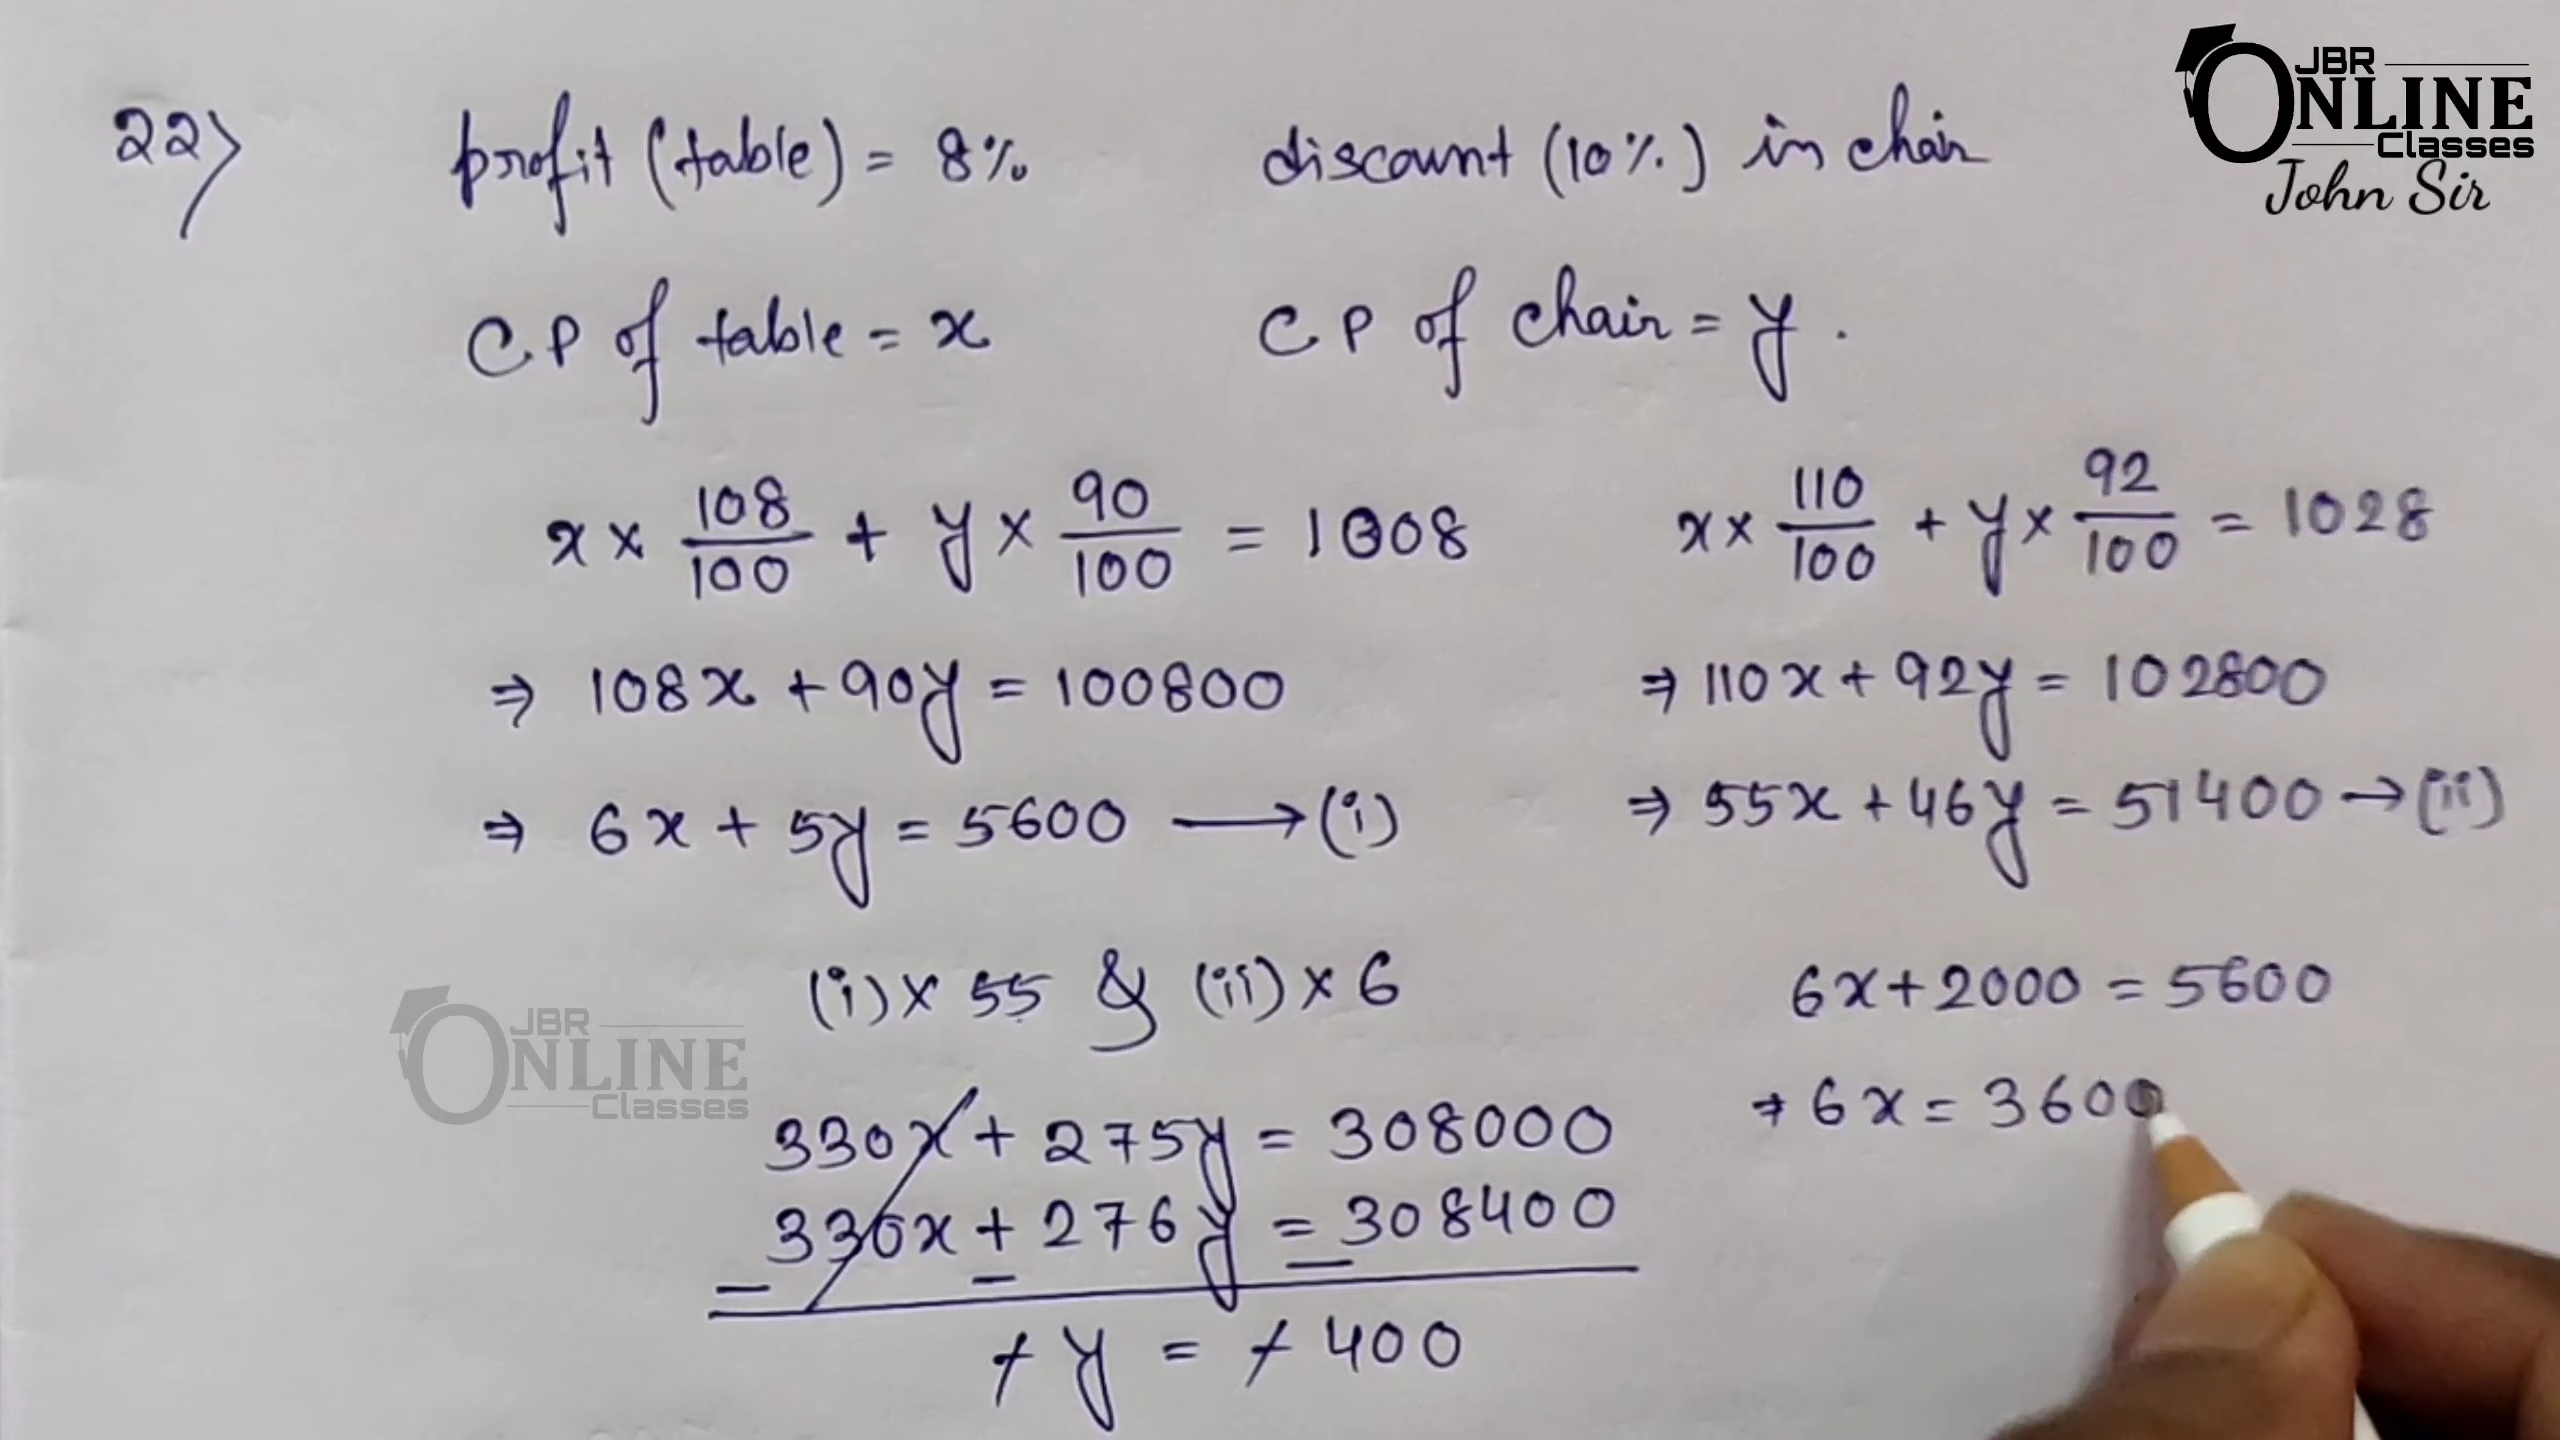 JBR
ONLINE
Classes
John Sir
22) profit (table) = 8% discount (10%) in chair
CP of table = x CP of chair = y.
x × 108/100 + y × 90/100 = 1008 x × 110/100 + y × 92/100 = 1028
⇒ 108x + 90y = 100800 ⇒ 110x + 92y = 102800
⇒ 6x + 5y = 5600 ⟶ (i) ⇒ 55x + 46y = 51400 → (ii)
(i) × 55 & (ii) × 6 6x + 2000 = 5600
JBR
ONLINE
Classes
330x + 275y = 308000 ⇒ 6x = 3600
330x + 276y = 308400
– – –
+ y = + 400